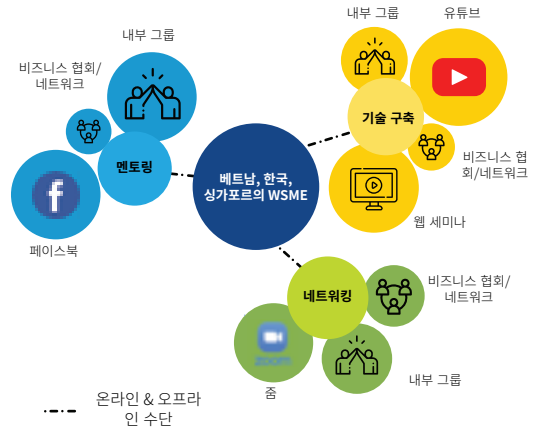 내부 그룹
유튜브
내부 그룹
비즈니스 협회/
네트워크
기술 구축
멘토링
비즈니스 협
회/네트워크
베트남, 한국,
싱가포르의 WSME
f
웹 세미나
페이스북
비즈니스 협회/
네트워크
네트워킹
zoom
내부 그룹
줌
온라인 & 오프라
인 수단